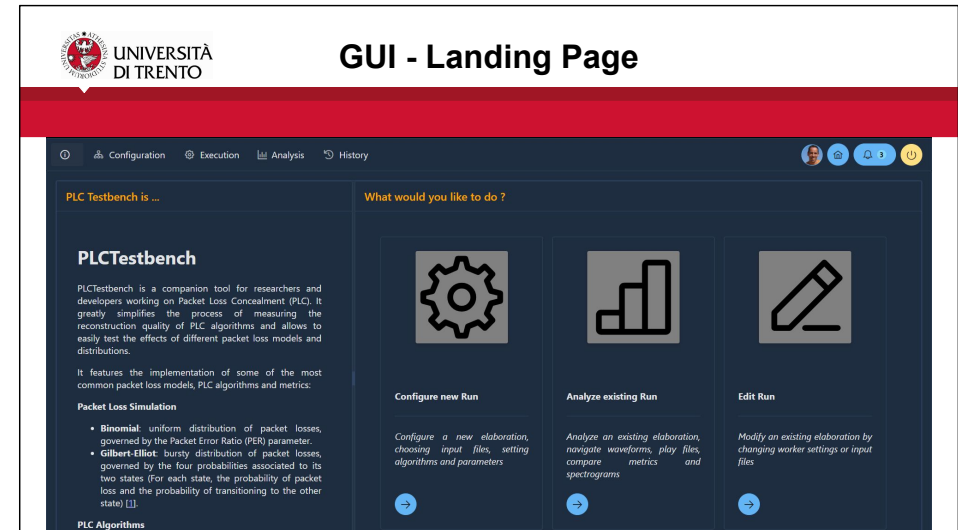 UNIVERSITÀ
DI TRENTO
GUI - Landing Page
Configuration
Execution
Analysis
History
3
PLC Testbench is ...
PLCTestbench
PLCTestbench is a companion tool for researchers and
developers working on Packet Loss Concealment (PLC). It
greatly simplifies the process of measuring the
reconstruction quality of PLC algorithms and allows to
easily test the effects of different packet loss models and
distributions.
It features the implementation of some of the most
common packet loss models, PLC algorithms and metrics:
Packet Loss Simulation
• Binomial: uniform distribution of packet losses,
governed by the Packet Error Ratio (PER) parameter.
• Gilbert-Elliot: bursty distribution of packet losses,
governed by the four probabilities associated to its
two states (For each state, the probability of packet
loss and the probability of transitioning to the other
state) [1].
PLC Algorithms
What would you like to do ?
Configure new Run
Configure a new elaboration,
choosing input files, setting
algorithms and parameters
Analyze existing Run
Analyze an existing elaboration,
navigate waveforms, play files,
compare metrics and
spectrograms
Edit Run
Modify an existing elaboration by
changing worker settings or input
files